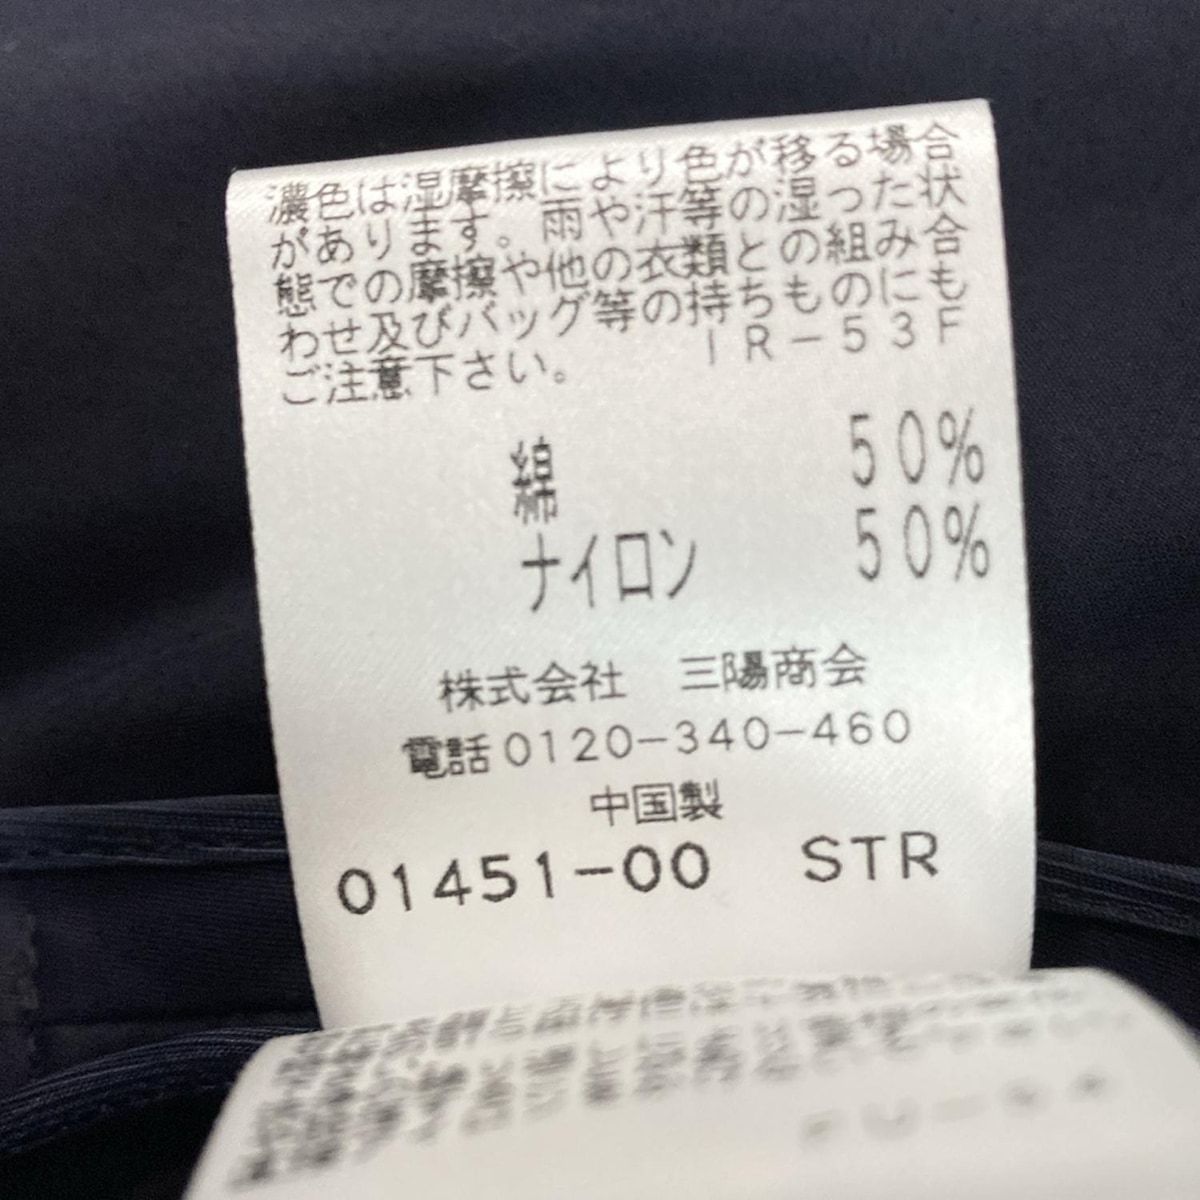 濃色は湿摩擦により色が移る場合
があります。雨や汗等の湿った状
態での摩擦や他の衣類との組み合
わせ及びバッグ等の持ちものにも
ご注意下さい。 －R－53F
綿 50%
ナイロン 50%
株式会社 三陽商会
電話0120-340-460
中国製
01451-00 STR